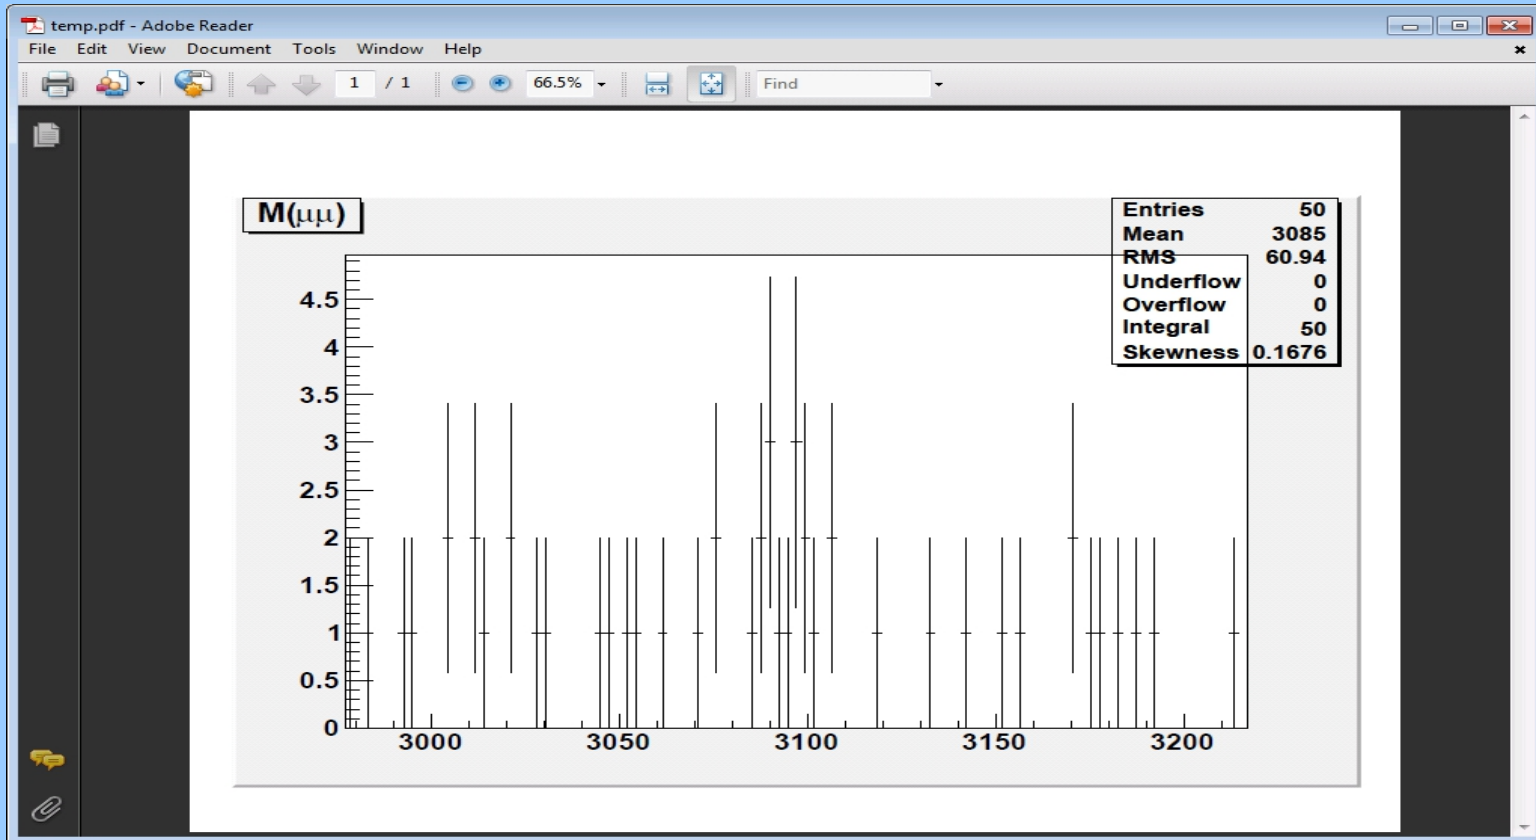 temp.pdf - Adobe Reader
File Edit View Document Tools Window Help
1 / 1 66.5% Find
M(μμ)
Entries 50
Mean 3085
RMS 60.94
Underflow 0
Overflow 0
Integral 50
Skewness 0.1676
4.5
4
3.5
3
2.5
2
1.5
1
0.5
0
3000 3050 3100 3150 3200